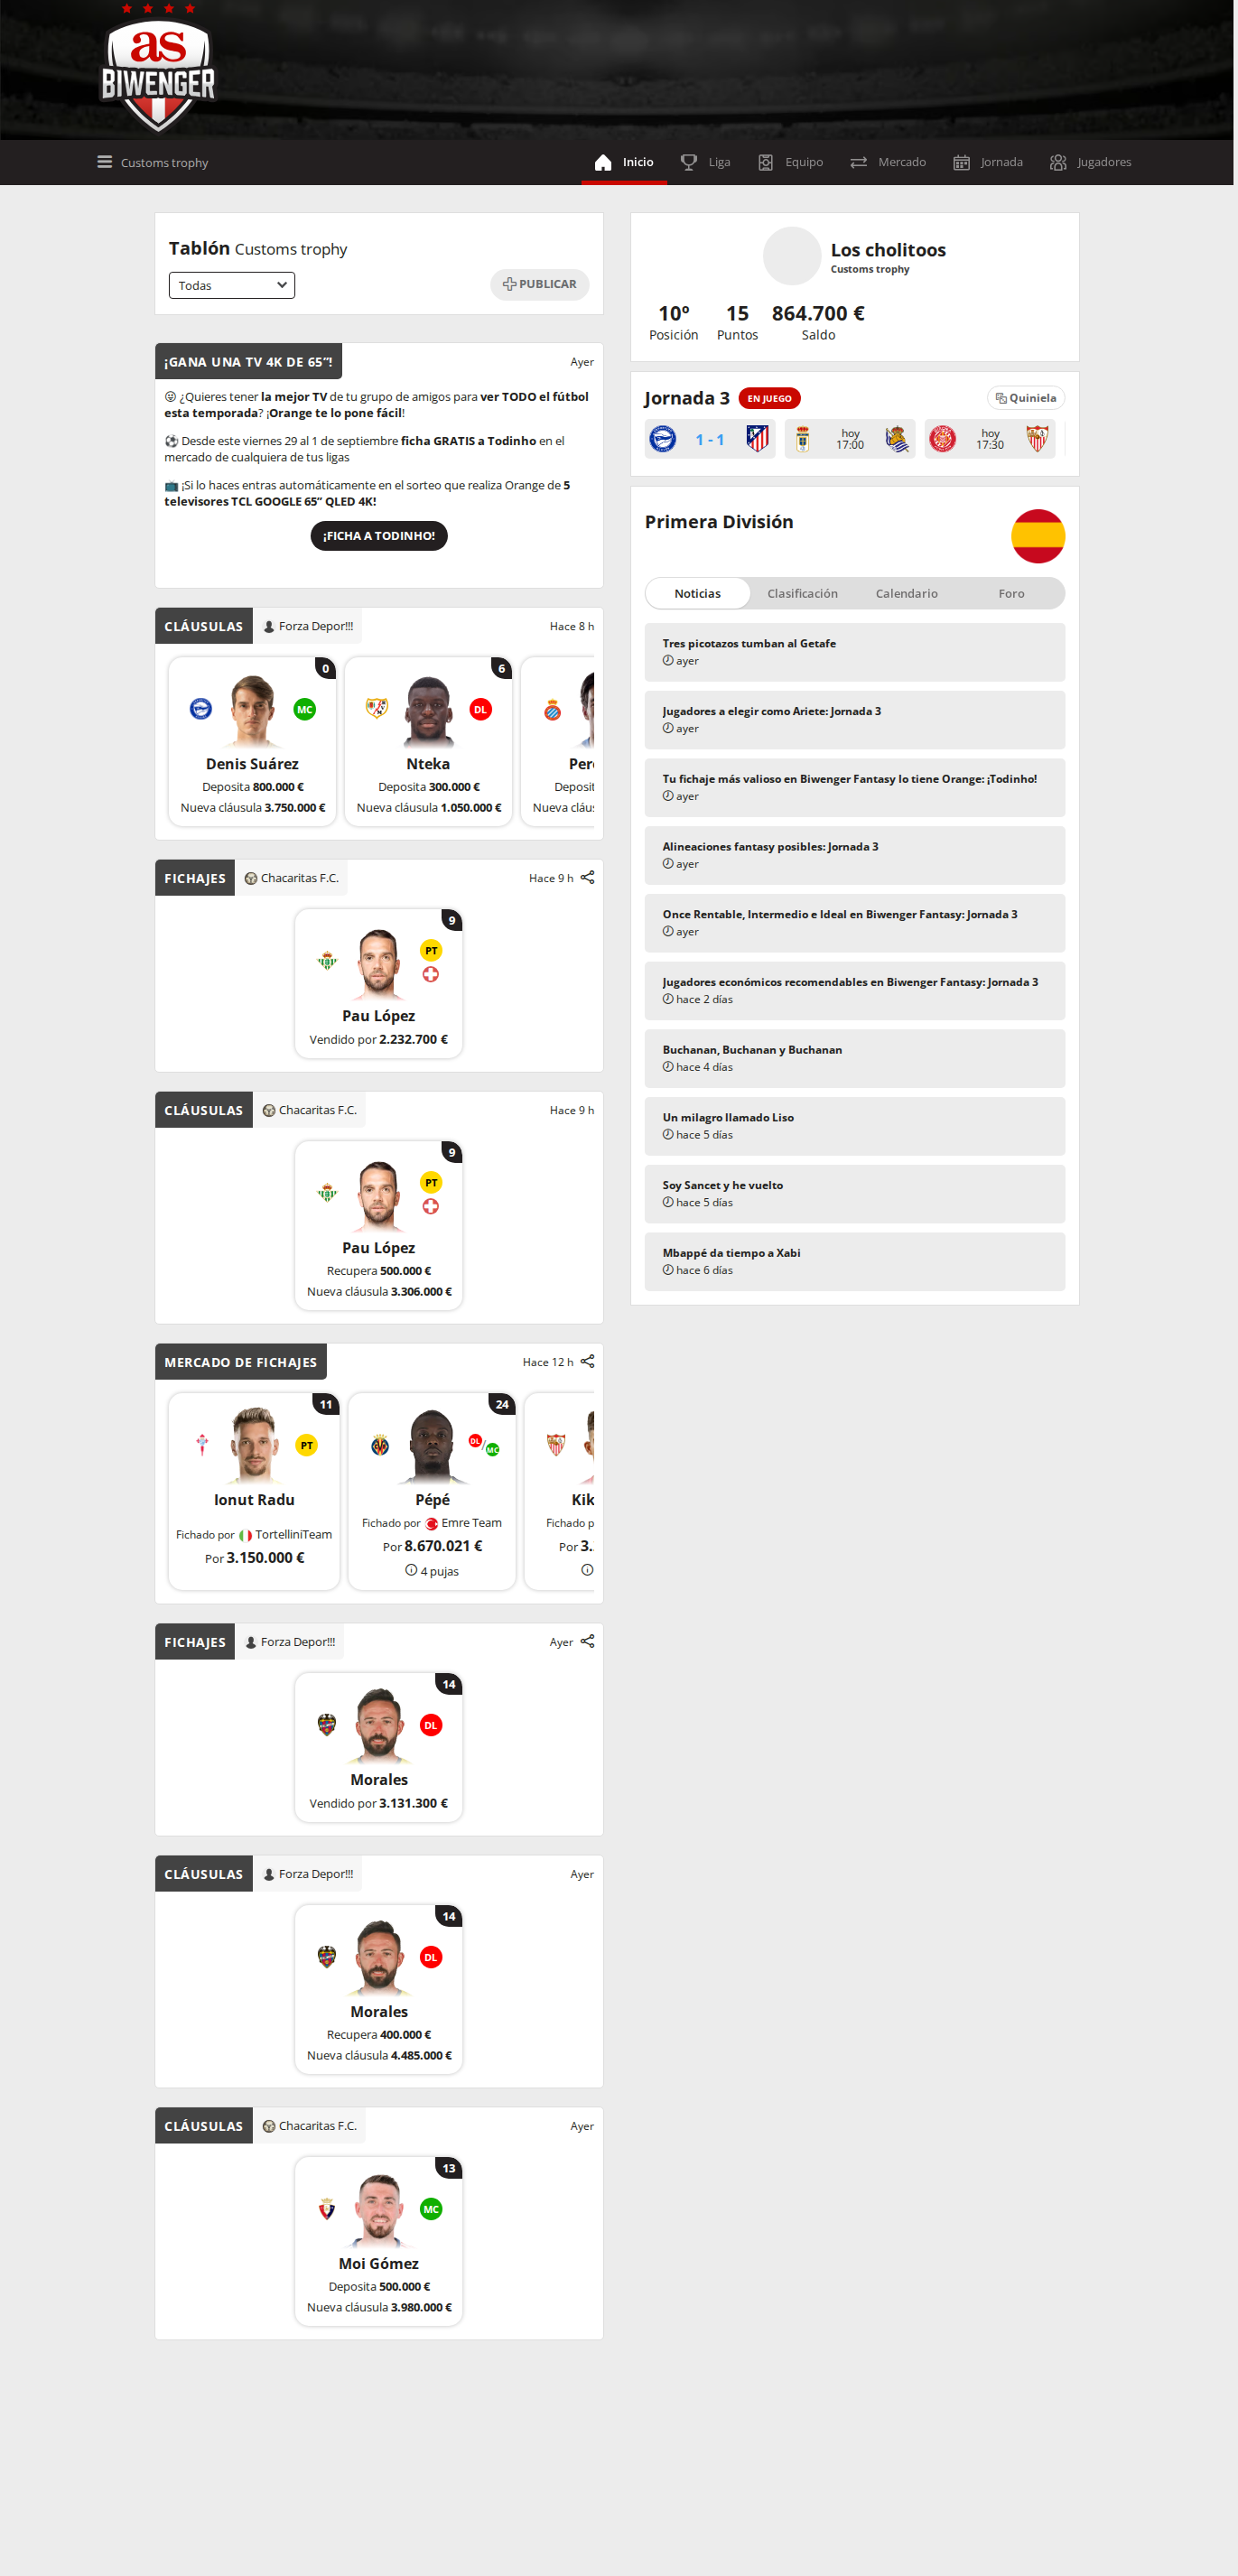 as
BIWENGER
Customs trophy
Inicio
Liga
Equipo
Mercado
Jornada
Jugadores
Tablón Customs trophy
Todas
PUBLICAR
¡GANA UNA TV 4K DE 65”!
Ayer
😜 ¿Quieres tener la mejor TV de tu grupo de amigos para ver TODO el fútbol
esta temporada? ¡Orange te lo pone fácil!
⚽ Desde este viernes 29 al 1 de septiembre ficha GRATIS a Todinho en el
mercado de cualquiera de tus ligas
📺 ¡Si lo haces entras automáticamente en el sorteo que realiza Orange de 5
televisores TCL GOOGLE 65” QLED 4K!
¡FICHA A TODINHO!
CLÁUSULAS
Forza Depor!!!
Hace 8 h
0
MC
Denis Suárez
Deposita 800.000 €
Nueva cláusula 3.750.000 €
6
DL
Nteka
Deposita 300.000 €
Nueva cláusula 1.050.000 €
FICHAJES
Chacaritas F.C.
Hace 9 h
9
PT
Pau López
Vendido por 2.232.700 €
CLÁUSULAS
Chacaritas F.C.
Hace 9 h
9
PT
Pau López
Recupera 500.000 €
Nueva cláusula 3.306.000 €
MERCADO DE FICHAJES
Hace 12 h
11
PT
Ionut Radu
Fichado por TortelliniTeam
Por 3.150.000 €
24
DL/MC
Pépé
Fichado por Emre Team
Por 8.670.021 €
4 pujas
Kik
Fichado p
Por 3.
FICHAJES
Forza Depor!!!
Ayer
14
DL
Morales
Vendido por 3.131.300 €
CLÁUSULAS
Forza Depor!!!
Ayer
14
DL
Morales
Recupera 400.000 €
Nueva cláusula 4.485.000 €
CLÁUSULAS
Chacaritas F.C.
Ayer
13
MC
Moi Gómez
Deposita 500.000 €
Nueva cláusula 3.980.000 €
Los cholitoos
Customs trophy
10º
Posición
15
Puntos
864.700 €
Saldo
Jornada 3
EN JUEGO
Quiniela
1 - 1
hoy
17:00
hoy
17:30
Primera División
Noticias
Clasificación
Calendario
Foro
Tres picotazos tumban al Getafe
ayer
Jugadores a elegir como Ariete: Jornada 3
ayer
Tu fichaje más valioso en Biwenger Fantasy lo tiene Orange: ¡Todinho!
ayer
Alineaciones fantasy posibles: Jornada 3
ayer
Once Rentable, Intermedio e Ideal en Biwenger Fantasy: Jornada 3
ayer
Jugadores económicos recomendables en Biwenger Fantasy: Jornada 3
hace 2 días
Buchanan, Buchanan y Buchanan
hace 4 días
Un milagro llamado Liso
hace 5 días
Soy Sancet y he vuelto
hace 5 días
Mbappé da tiempo a Xabi
hace 6 días